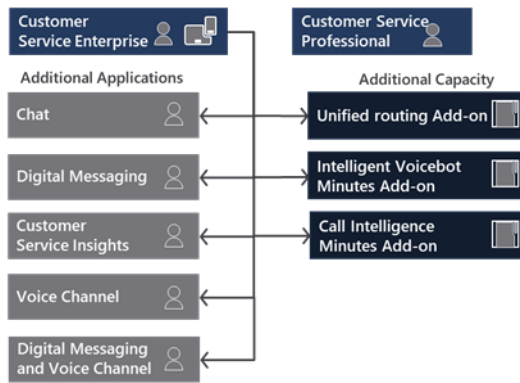 Customer
Service Enterprise
Customer Service
Professional
Additional Applications
Additional Capacity
Chat
Unified routing Add-on
Digital Messaging
Intelligent Voicebot
Minutes Add-on
Customer
Service Insights
Call Intelligence
Minutes Add-on
Voice Channel
Digital Messaging
and Voice Channel